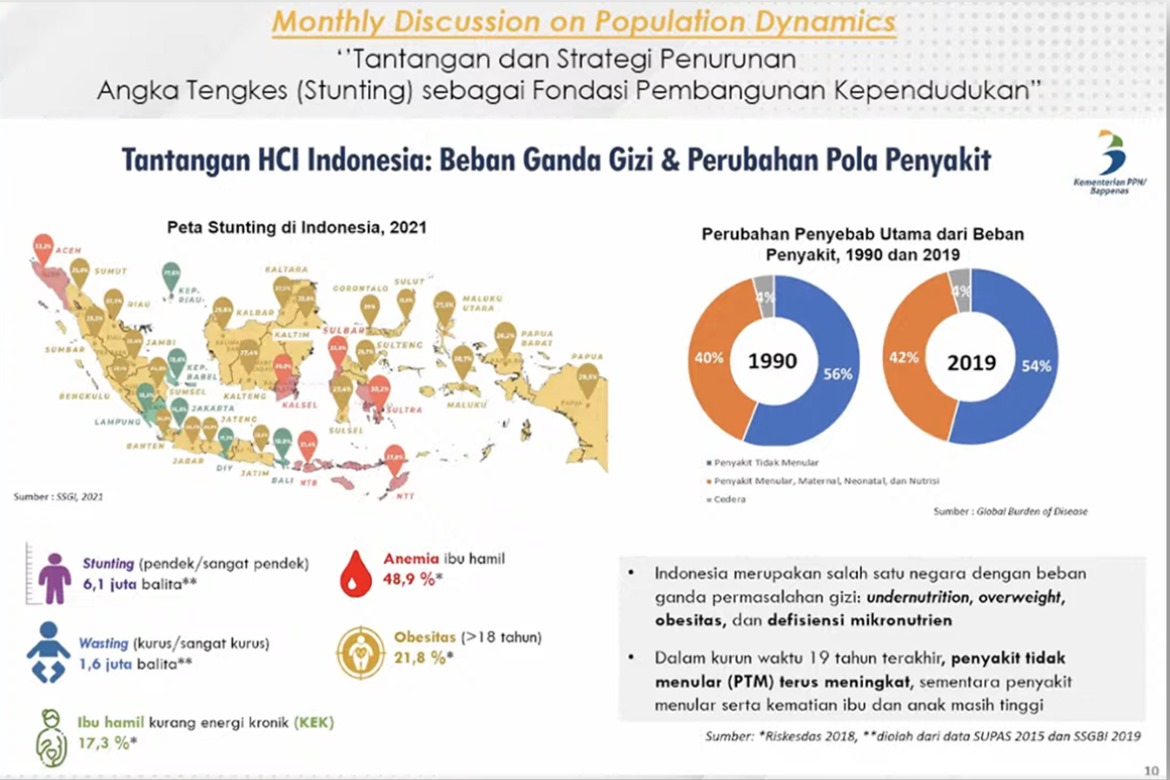 Monthly Discussion on Population Dynamics
‘’Tantangan dan Strategi Penurunan
Angka Tengkes (Stunting) sebagai Fondasi Pembangunan Kependudukan”
Tantangan HCI Indonesia: Beban Ganda Gizi & Perubahan Pola Penyakit
Kementerian PPN/
Bappenas
Peta Stunting di Indonesia, 2021
ACEH
SUMUT
RIAU
KEP.
RIAU
KALTARA
GORONTALO
SULUT
MALUKU
UTARA
KALBAR
KALTIM
SULBAR
SULTENG
PAPUA
BARAT
PAPUA
SUMBAR
JAMBI
KEP.
BABEL
BENGKULU
SUMSEL
KALTENG
KALSEL
SULTRA
MALUKU
LAMPUNG
JAKARTA
JATENG
SULSEL
BANTEN
JABAR
DIY
JATIM
BALI
NTB
NTT
Sumber : SSGI, 2021
Perubahan Penyebab Utama dari Beban
Penyakit, 1990 dan 2019
4%
40%
1990
56%
4%
42%
2019
54%
Penyakit Tidak Menular
Penyakit Menular, Maternal, Neonatal, dan Nutrisi
Cedera
Sumber : Global Burden of Disease
Stunting (pendek/sangat pendek)
6,1 juta balita**
Anemia ibu hamil
48,9 %*
Wasting (kurus/sangat kurus)
1,6 juta balita**
Obesitas (>18 tahun)
21,8 %*
Ibu hamil kurang energi kronik (KEK)
17,3 %*
• Indonesia merupakan salah satu negara dengan beban
ganda permasalahan gizi: undernutrition, overweight,
obesitas, dan defisiensi mikronutrien
• Dalam kurun waktu 19 tahun terakhir, penyakit tidak
menular (PTM) terus meningkat, sementara penyakit
menular serta kematian ibu dan anak masih tinggi
Sumber: *Riskesdas 2018, **diolah dari data SUPAS 2015 dan SSGBI 2019
10